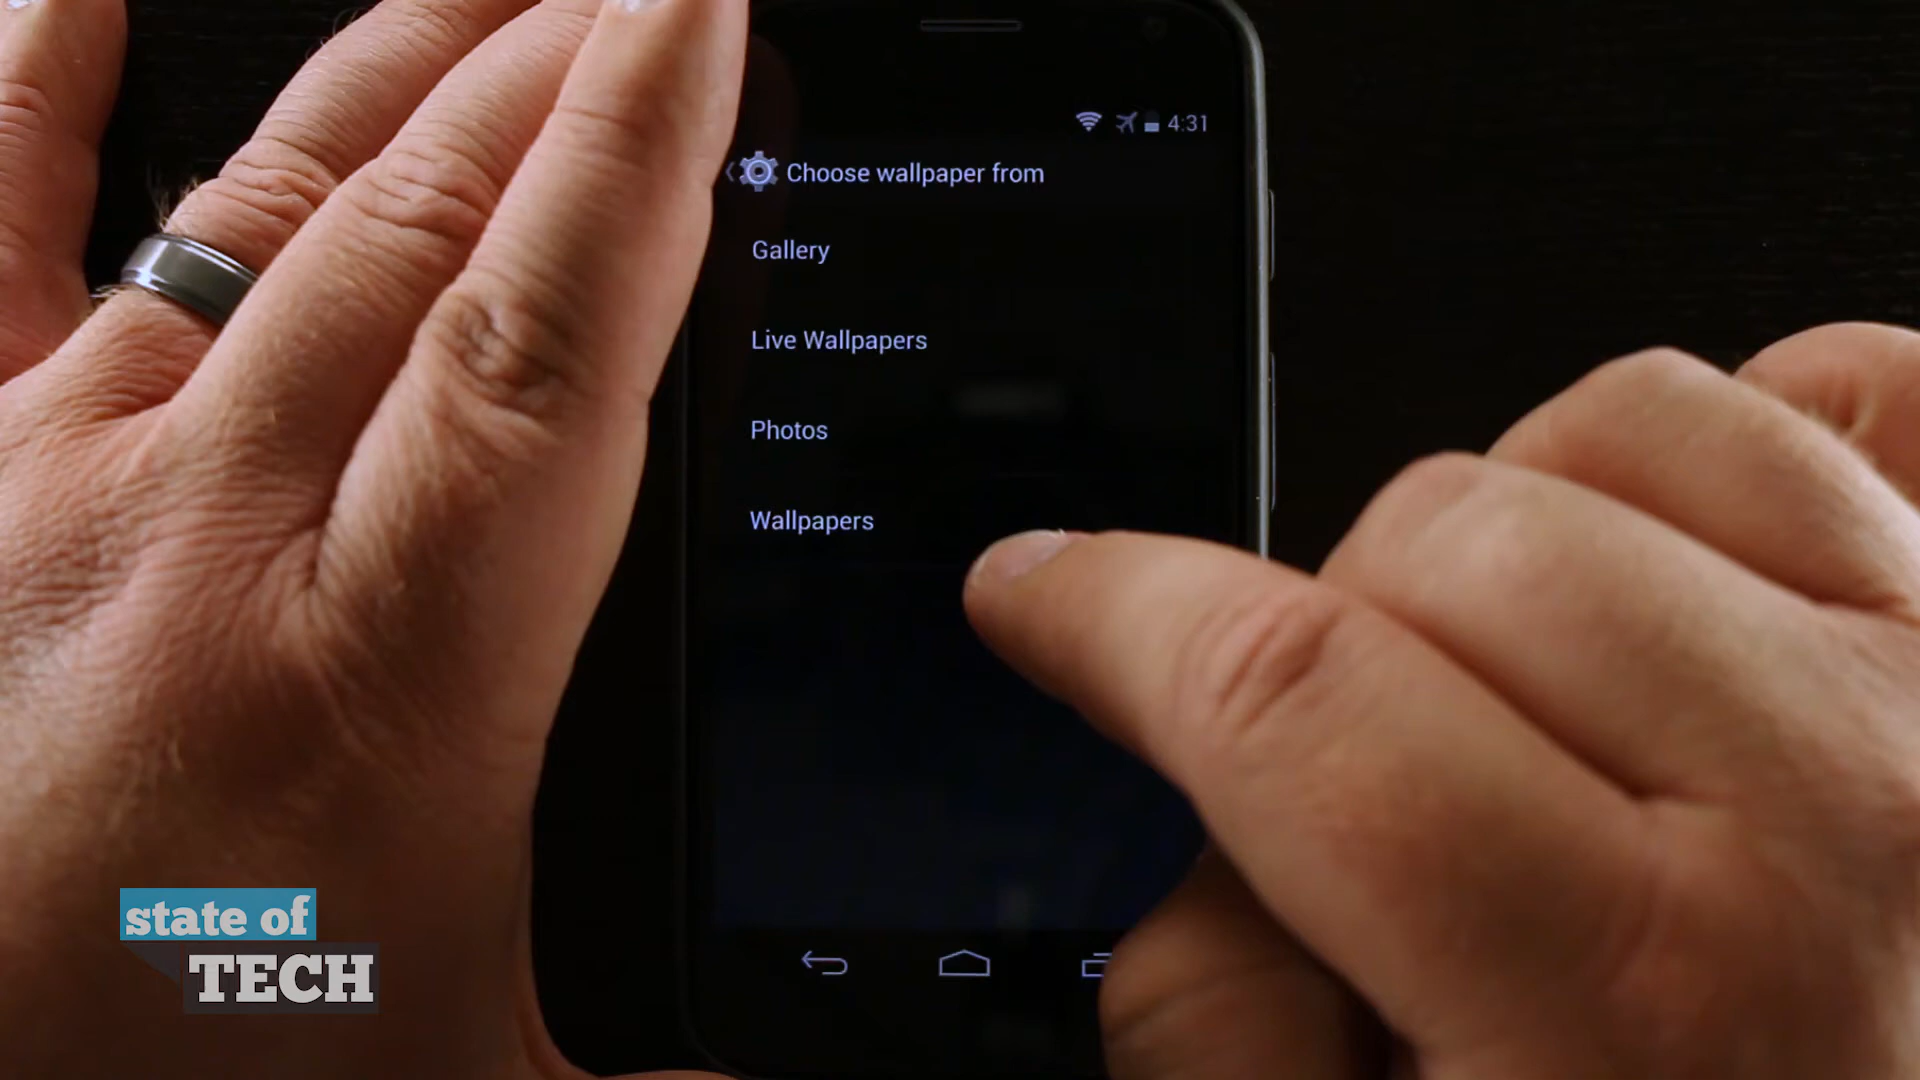 4:31
Choose wallpaper from
Gallery
Live Wallpapers
Photos
Wallpapers
state of
TECH